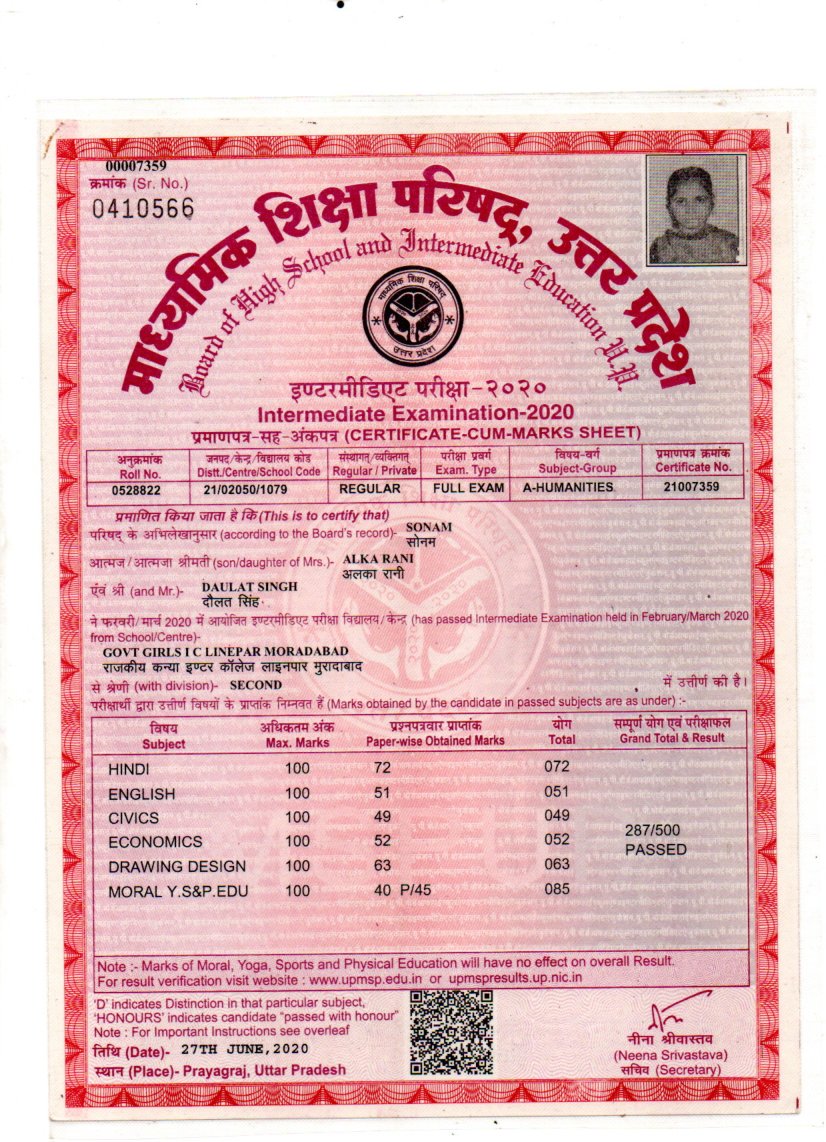 00007359
क्रमांक (Sr. No.)
0410566
माध्यमिक शिक्षा परिषद्, उत्तर प्रदेश
Board of High School and Intermediate Education U.P.
माध्यमिक शिक्षा परिषद
उत्तर प्रदेश
इण्टरमीडिएट परीक्षा-२०२०
Intermediate Examination-2020
प्रमाणपत्र-सह-अंकपत्र (CERTIFICATE-CUM-MARKS SHEET)
अनुक्रमांक जनपद/केन्द्र/विद्यालय कोड संस्थागत्/व्यक्तिगत् परीक्षा प्रवर्ग विषय-वर्ग प्रमाणपत्र क्रमांक
Roll No. Distt./Centre/School Code Regular / Private Exam. Type Subject-Group Certificate No.
0528822 21/02050/1079 REGULAR FULL EXAM A-HUMANITIES 21007359
प्रमाणित किया जाता है कि (This is to certify that)
परिषद् के अभिलेखानुसार (according to the Board's record)- SONAM
सोनम
आत्मज/आत्मजा श्रीमती (son/daughter of Mrs.)- ALKA RANI
अलका रानी
एंवं श्री (and Mr.)- DAULAT SINGH
दौलत सिंह
ने फरवरी/मार्च 2020 में आयोजित इण्टरमीडिएट परीक्षा विद्यालय/केन्द्र (has passed Intermediate Examination held in February/March 2020
from School/Centre)-
GOVT GIRLS I C LINEPAR MORADABAD
राजकीय कन्या इण्टर कॉलेज लाइनपार मुरादाबाद
से श्रेणी (with division)- SECOND में उत्तीर्ण की है।
परीक्षार्थी द्वारा उत्तीर्ण विषयों के प्राप्तांक निम्नवत हैं (Marks obtained by the candidate in passed subjects are as under) :-
विषय अधिकतम अंक प्रश्नपत्रवार प्राप्तांक योग सम्पूर्ण योग एवं परीक्षाफल
Subject Max. Marks Paper-wise Obtained Marks Total Grand Total & Result
HINDI 100 72 072
ENGLISH 100 51 051
CIVICS 100 49 049
287/500
ECONOMICS 100 52 052
PASSED
DRAWING DESIGN 100 63 063
MORAL Y.S&P.EDU 100 40 P/45 085
Note :- Marks of Moral, Yoga, Sports and Physical Education will have no effect on overall Result.
For result verification visit website : www.upmsp.edu.in or upmspresults.up.nic.in
'D' indicates Distinction in that particular subject,
'HONOURS' indicates candidate "passed with honour"
Note : For Important Instructions see overleaf
तिथि (Date)- 27TH JUNE,2020
स्थान (Place)- Prayagraj, Uttar Pradesh
नीना श्रीवास्तव
(Neena Srivastava)
सचिव (Secretary)